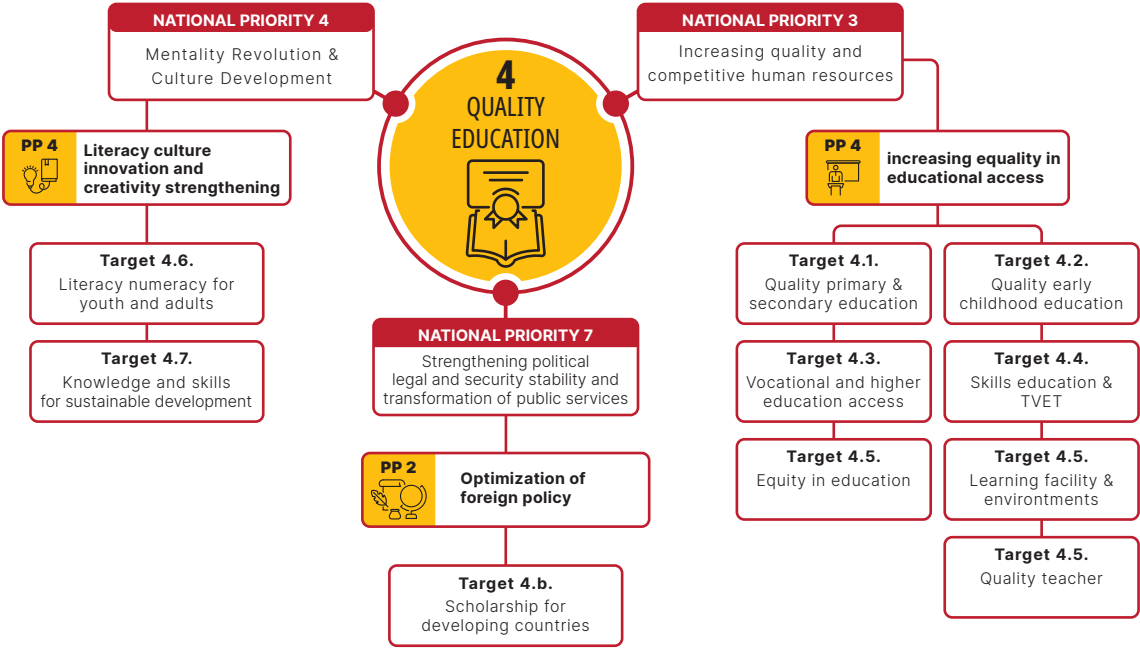 NATIONAL PRIORITY 4
Mentality Revolution &
Culture Development
PP 4
Literacy culture
innovation and
creativity strengthening
Target 4.6.
Literacy numeracy for
youth and adults
Target 4.7.
Knowledge and skills
for sustainable development
4
QUALITY
EDUCATION
NATIONAL PRIORITY 7
Strengthening political
legal and security stability and
transformation of public services
PP 2
Optimization of
foreign policy
Target 4.b.
Scholarship for
developing countries
NATIONAL PRIORITY 3
Increasing quality and
competitive human resources
PP 4
increasing equality in
educational access
Target 4.1.
Quality primary &
secondary education
Target 4.3.
Vocational and higher
education access
Target 4.5.
Equity in education
Target 4.2.
Quality early
childhood education
Target 4.4.
Skills education &
TVET
Target 4.5.
Learning facility &
environtments
Target 4.5.
Quality teacher